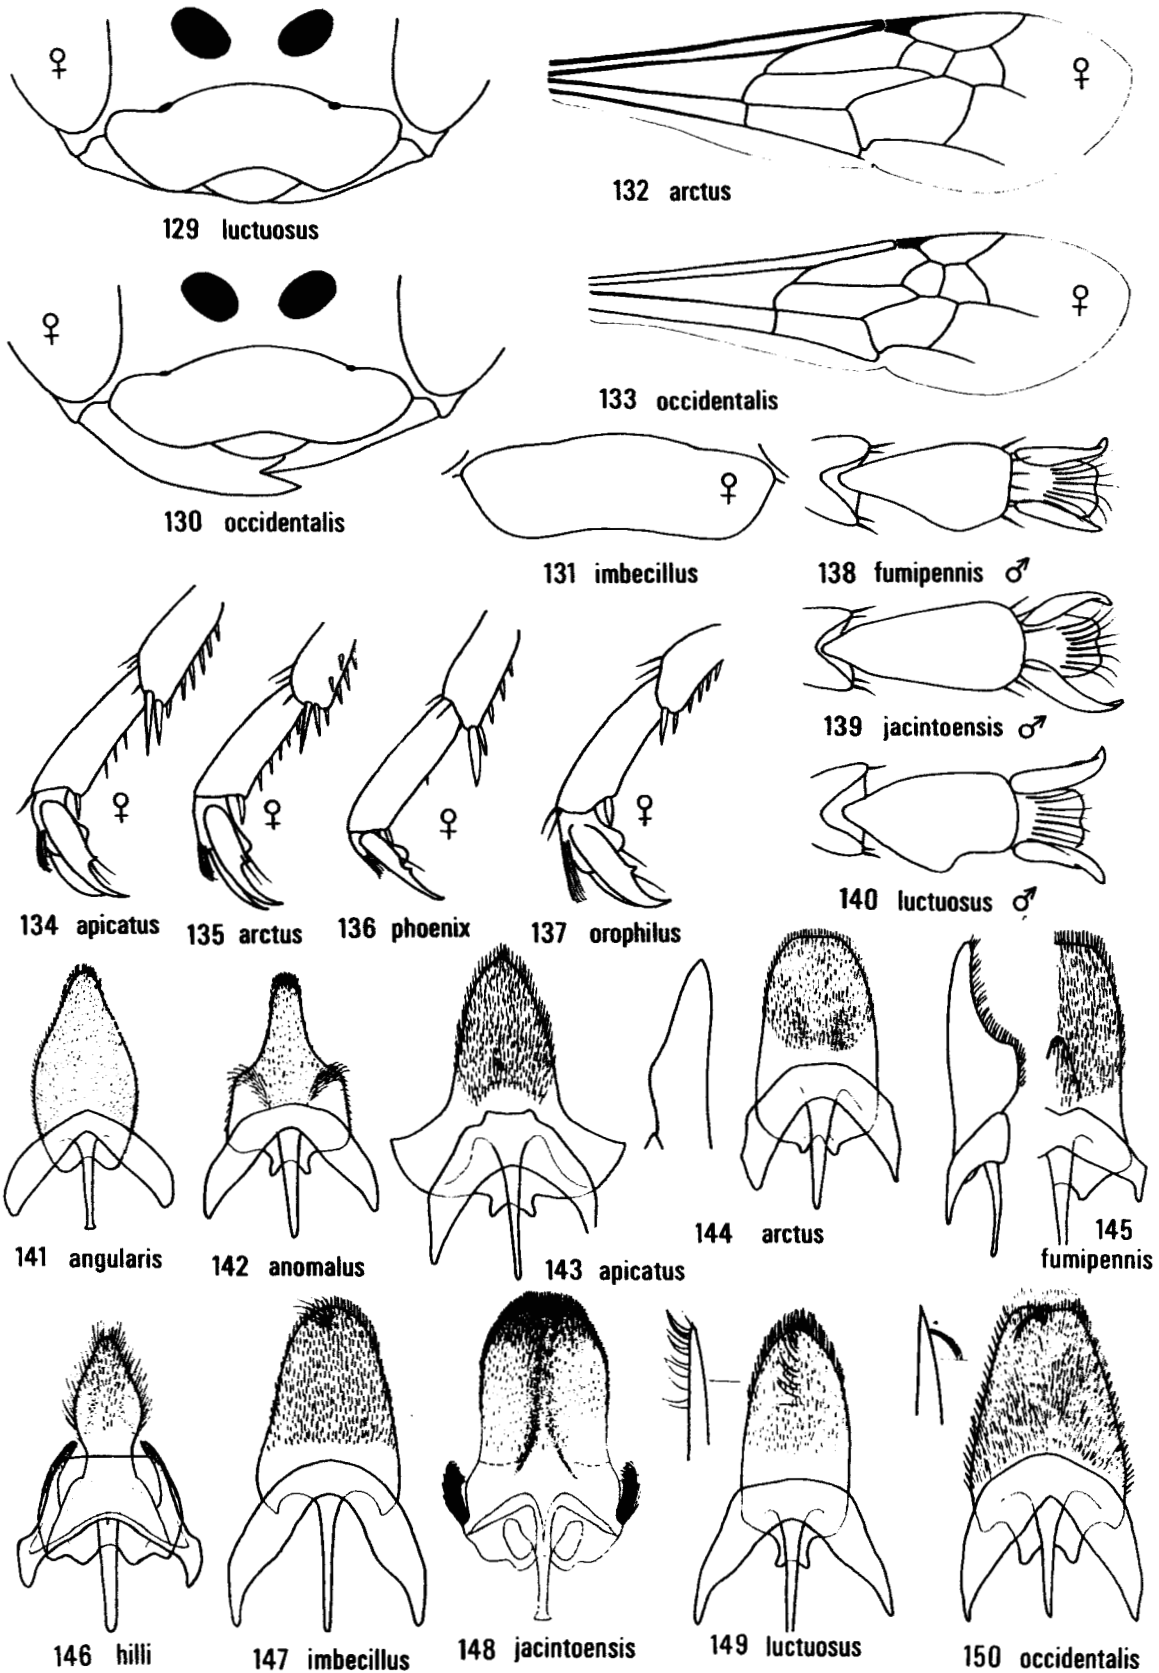 ♀
♀
129 luctuosus
132 arctus
♀
♀
133 occidentalis
130 occidentalis
♀
131 imbecillus
138 fumipennis ♂
139 jacintoensis ♂
♀
♀
♀
♀
134 apicatus
135 arctus
136 phoenix
137 orophilus
140 luctuosus ♂
141 angularis
142 anomalus
143 apicatus
144 arctus
145
fumipennis
146 hilli
147 imbecillus
148 jacintoensis
149 luctuosus
150 occidentalis